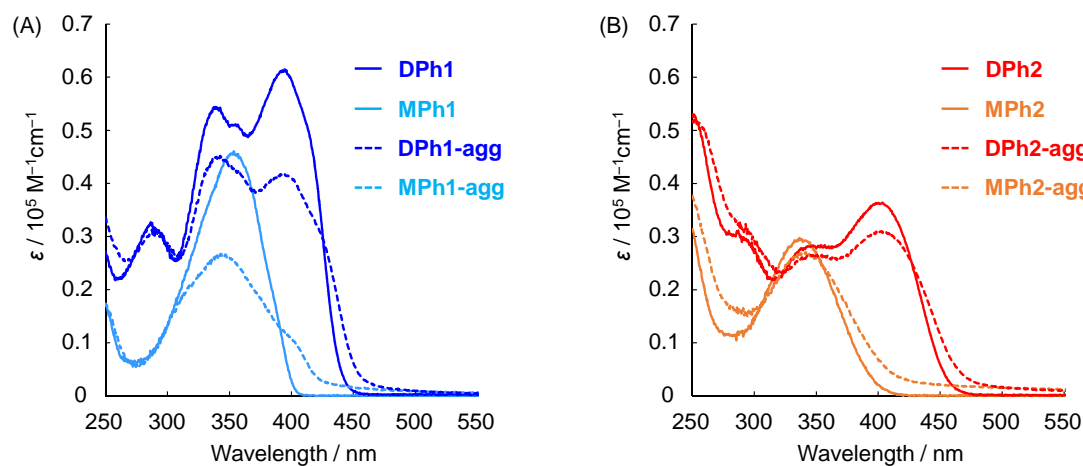 (A)
0.7
0.6
0.5
0.4
0.3
0.2
0.1
0
ε / 10⁵ M⁻¹cm⁻¹
250 300 350 400 450 500 550
Wavelength / nm
DPh1
MPh1
DPh1-agg
MPh1-agg
(B)
0.7
0.6
0.5
0.4
0.3
0.2
0.1
0
ε / 10⁵ M⁻¹cm⁻¹
250 300 350 400 450 500 550
Wavelength / nm
DPh2
MPh2
DPh2-agg
MPh2-agg